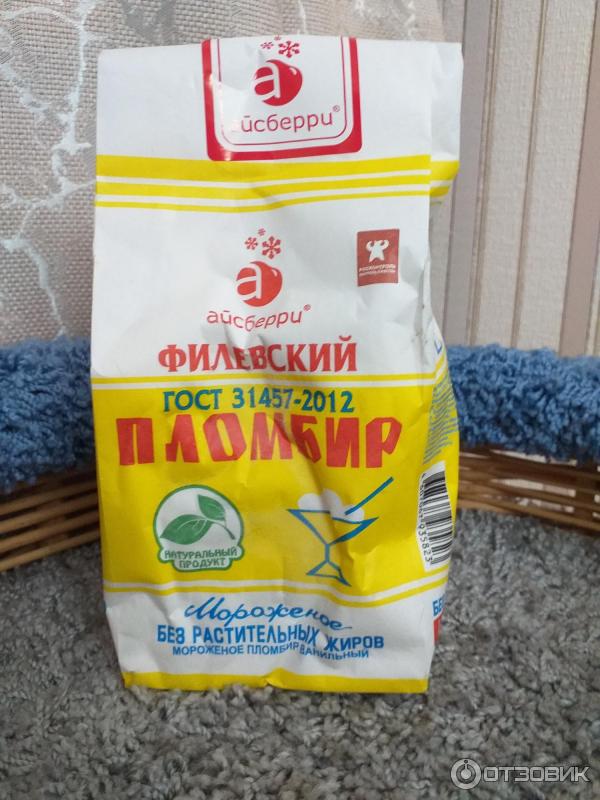 айсберри®
айсберри®
ФИЛЕВСКИЙ
ГОСТ 31457-2012
ПЛОМБИР
НАТУРАЛЬНЫЙ
ПРОДУКТ
Мороженое
БЕЗ РАСТИТЕЛЬНЫХ ЖИРОВ
МОРОЖЕНОЕ ПЛОМБИР ВАНИЛЬНЫЙ
ОТЗОВИК